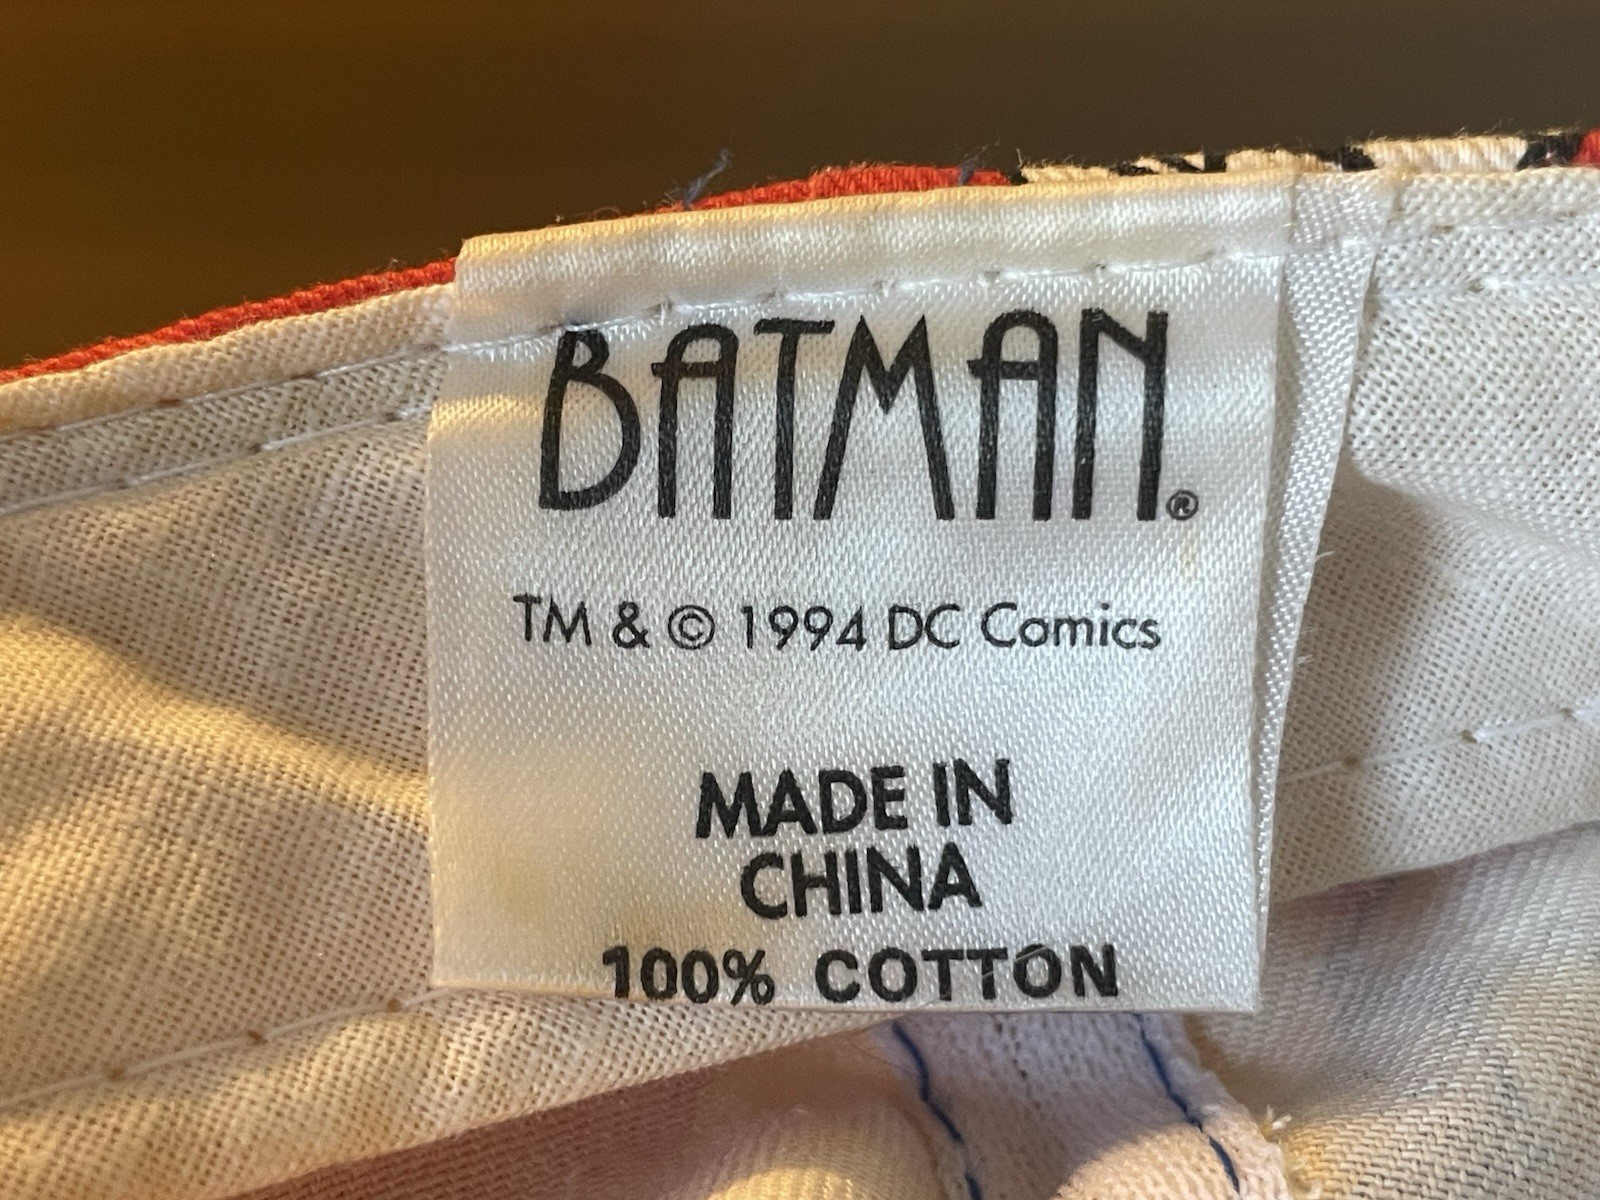 BATMAN®
TM & © 1994 DC Comics
MADE IN
CHINA
100% COTTON